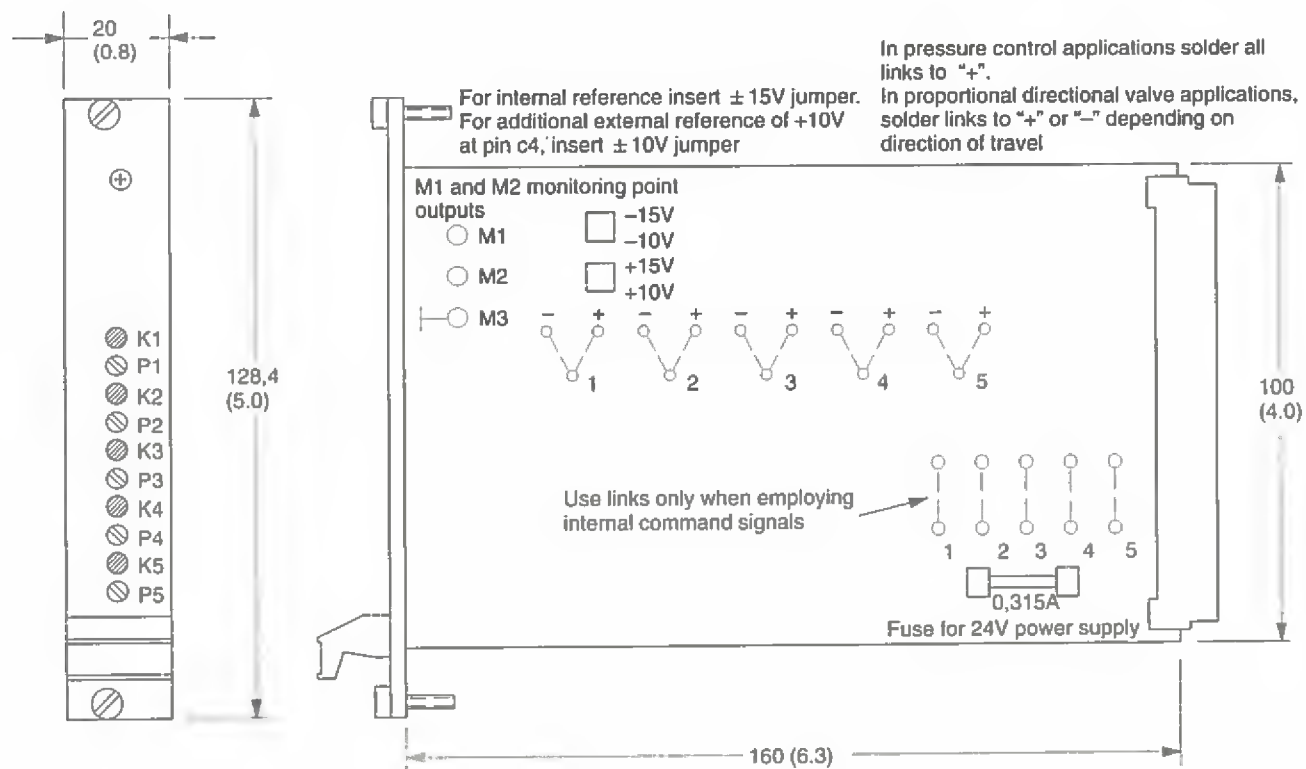 20
(0.8)
In pressure control applications solder all
links to "+".
In proportional directional valve applications,
solder links to "+" or "–" depending on
direction of travel
For internal reference insert ± 15V jumper.
For additional external reference of +10V
at pin c4, insert ± 10V jumper
M1 and M2 monitoring point
outputs
M1
M2
M3
–15V
–10V
+15V
+10V
– + – + – + – + – +
1 2 3 4 5
K1
P1
K2
P2
K3
P3
K4
P4
K5
P5
128,4
(5.0)
100
(4.0)
Use links only when employing
internal command signals
1 2 3 4 5
0,315A
Fuse for 24V power supply
160 (6.3)